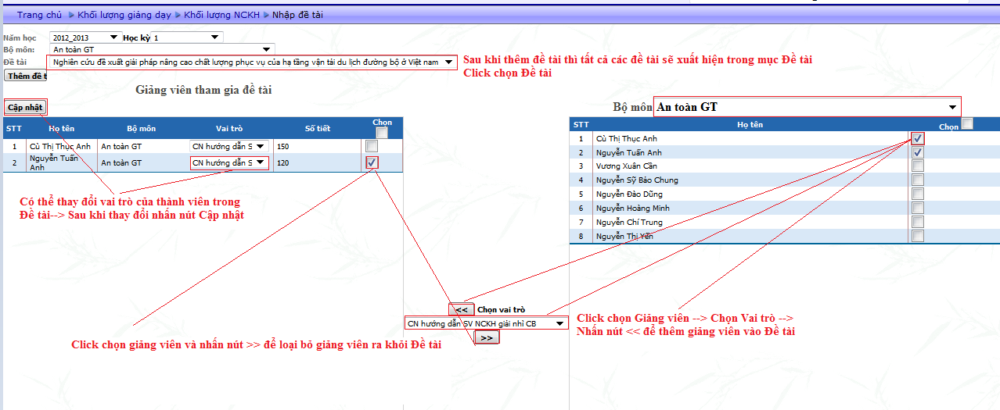 Trang chủ ▶ Khối lượng giảng dạy ▶ Khối lượng NCKH ▶ Nhập đề tài
Năm học 2012_2013 Học kỳ 1
Bộ môn: An toàn GT
Đề tài Nghiên cứu đề xuất giải pháp nâng cao chất lượng phục vụ của hạ tầng vận tải du lịch đường bộ ở Việt nam
Sau khi thêm đề tài thì tất cả các đề tài sẽ xuất hiện trong mục Đề tài
Click chọn Đề tài
Thêm đề t
Giảng viên tham gia đề tài
Cập nhật
STT Họ tên Bộ môn Vai trò Số tiết Chọn
1 Cù Thị Thục Anh An toàn GT CN hướng dẫn S 150
2 Nguyễn Tuấn Anh An toàn GT CN hướng dẫn S 120
Có thể thay đổi vai trò của thành viên trong
Đề tài--> Sau khi thay đổi nhấn nút Cập nhật
Bộ môn An toàn GT
STT Họ tên Chọn
1 Cù Thị Thục Anh
2 Nguyễn Tuấn Anh
3 Vương Xuân Cần
4 Nguyễn Sỹ Bảo Chung
5 Nguyễn Đào Dũng
6 Nguyễn Hoàng Minh
7 Nguyễn Chí Trung
8 Nguyễn Thị Yến
<< Chọn vai trò
CN hướng dẫn SV NCKH giải nhì CB
>>
Click chọn giảng viên và nhấn nút >> để loại bỏ giảng viên ra khỏi Đề tài
Click chọn Giảng viên --> Chọn Vai trò -->
Nhấn nút << để thêm giảng viên vào Đề tài